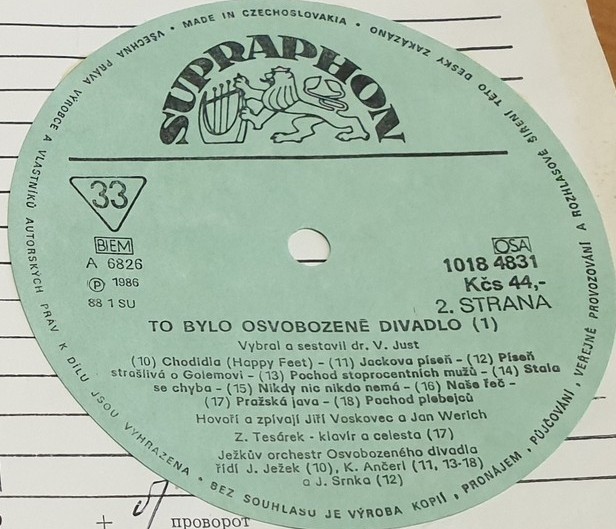 VŠECHNA PRÁVA VÝROBCE A VLASTNÍKŮ AUTORSKÝCH PRÁV K DÍLU JSOU VYHRAZENA • BEZ SOUHLASU JE VÝROBA KOPIÍ, PRONÁJEM, PŮJČOVÁNÍ, VEŘEJNÉ PROVOZOVÁNÍ A ROZHLASOVÉ ŠÍŘENÍ TÉTO DESKY ZAKÁZÁNO • MADE IN CZECHOSLOVAKIA •
SUPRAPHON
33
BIEM
A 6826
Ⓟ 1986
88 1 SU
OSA
1018 4831
Kčs 44,-
2. STRANA
TO BYLO OSVOBOZENÉ DIVADLO (1)
Vybral a sestavil dr. V. Just
(10) Chodidla (Happy Feet) – (11) Jackova píseň – (12) Píseň
strašlivá o Golemovi – (13) Pochod stoprocentních mužů – (14) Stala
se chyba – (15) Nikdy nic nikdo nemá – (16) Naše řeč –
(17) Pražská java – (18) Pochod plebejců
Hovoří a zpívají Jiří Voskovec a Jan Werich
Z. Tesárek – klavír a celesta (17)
Ježkův orchestr Osvobozeného divadla
řídí J. Ježek (10), K. Ančerl (11, 13-18)
a J. Srnka (12)
+ проворот